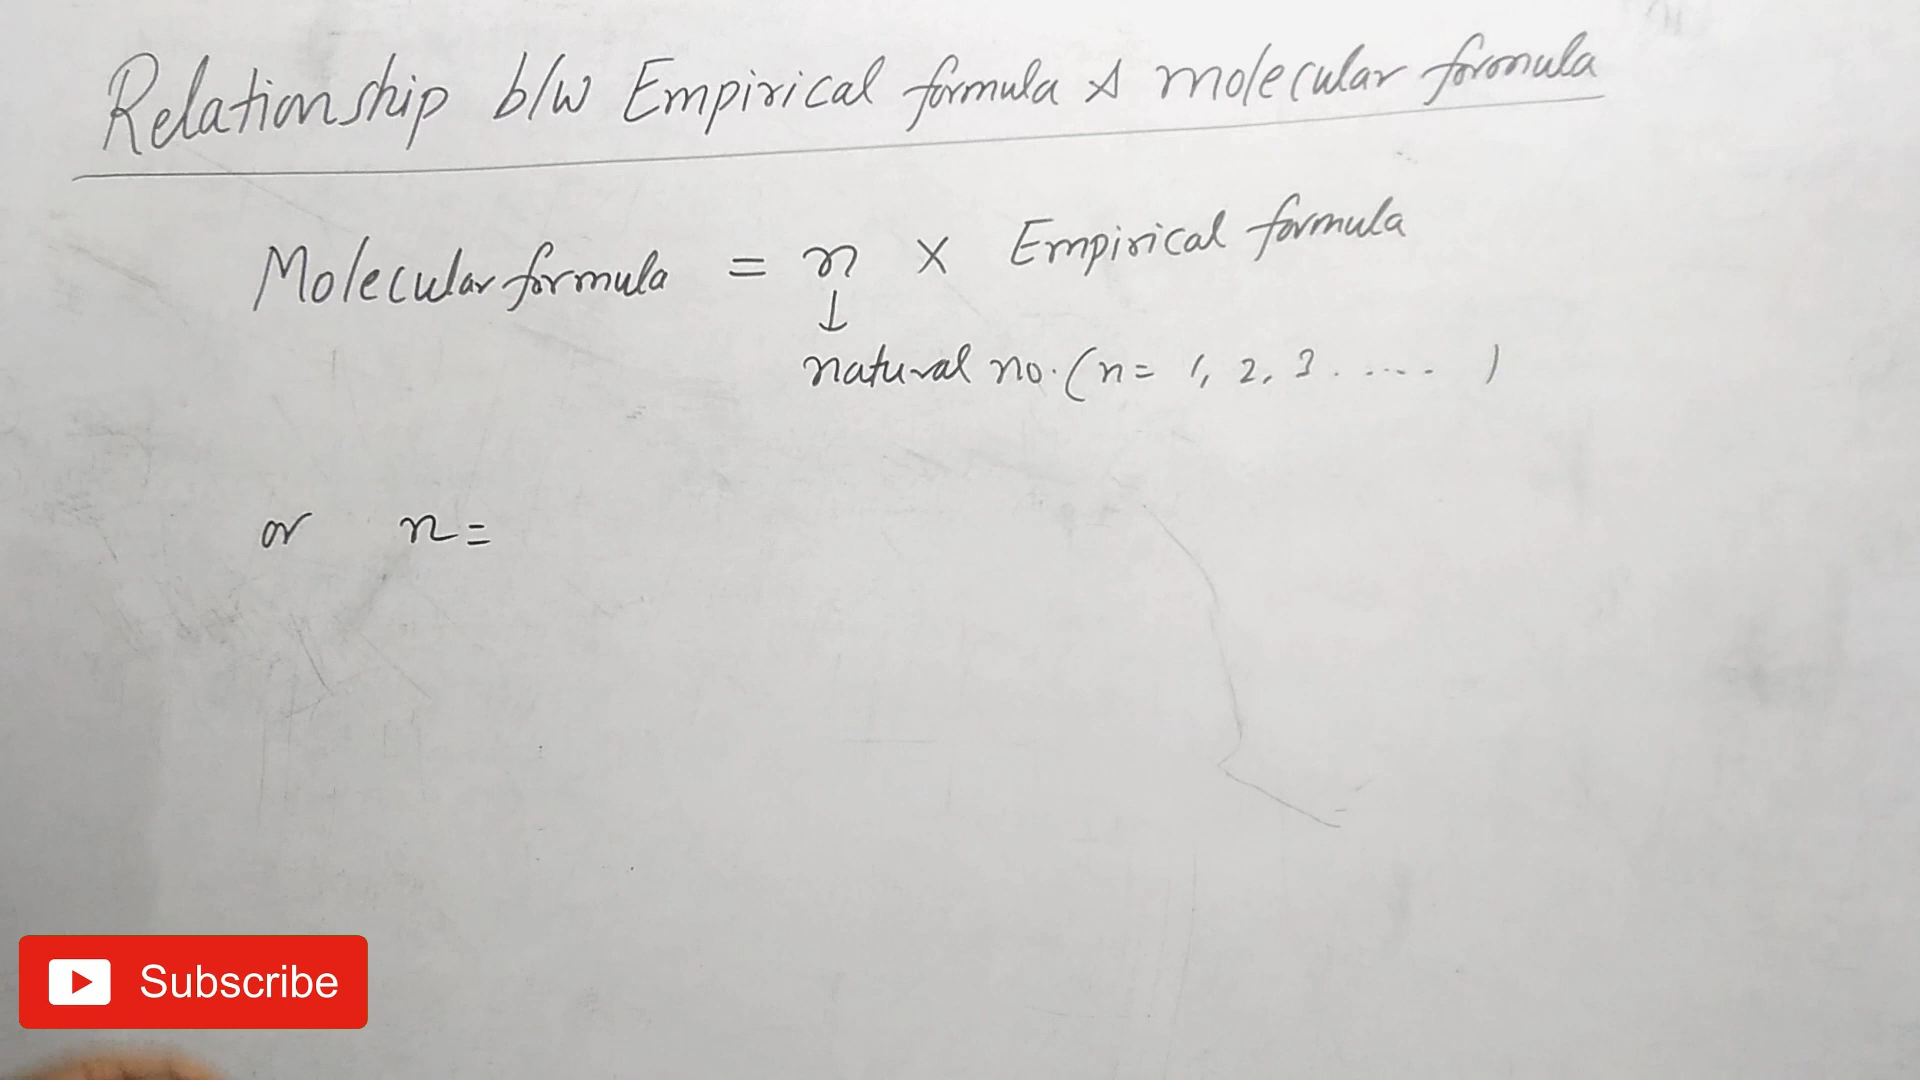 Relationship b/w Empirical formula & molecular formula
Molecular formula = n × Empirical formula
↓
natural no. (n = 1, 2, 3 . ..... )
or n =
Subscribe